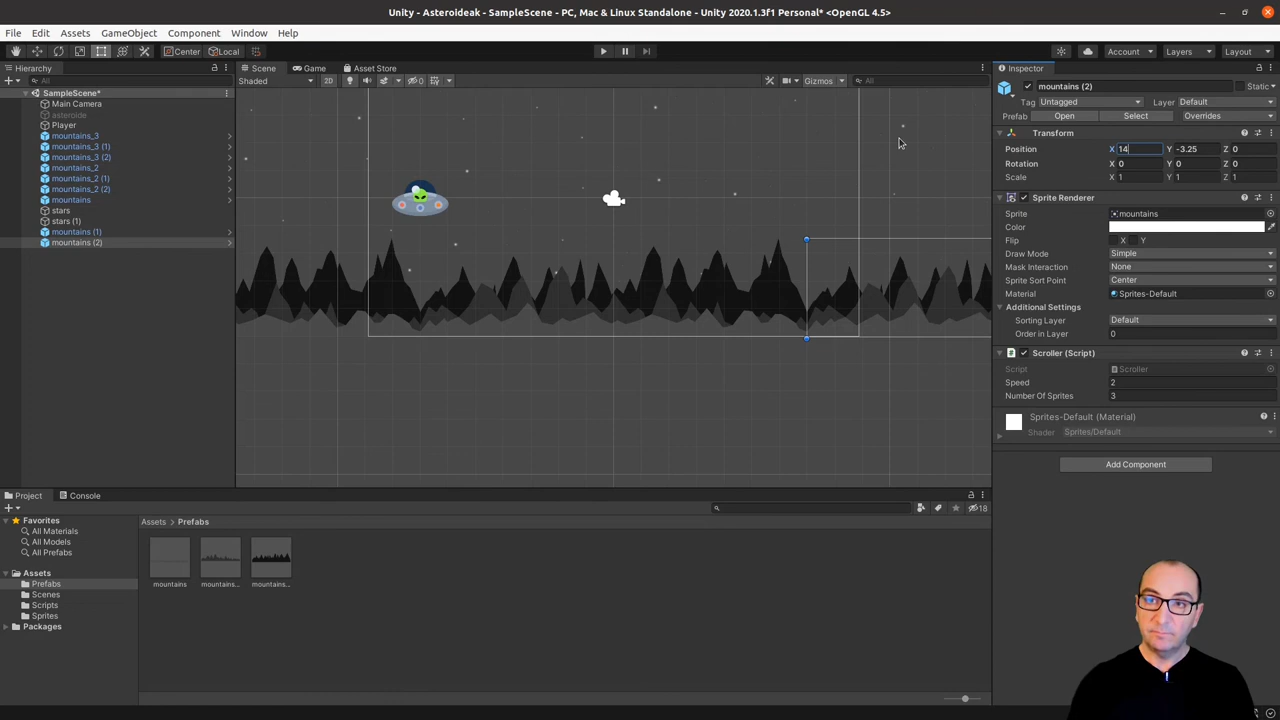 Unity - Asteroideak - SampleScene - PC, Mac & Linux Standalone - Unity 2020.1.3f1 Personal* <OpenGL 4.5>
File Edit Assets GameObject Component Window Help
Center Local Account Layers Layout
Hierarchy Scene Game Asset Store Inspector
All Shaded 2D 0 Gizmos All
mountains (2) Static
SampleScene*
Main Camera
asteroide
Player
mountains_3
mountains_3 (1)
mountains_3 (2)
mountains_2
mountains_2 (1)
mountains_2 (2)
mountains
stars
stars (1)
mountains (1)
mountains (2)
Tag Untagged Layer Default
Prefab Open Select Overrides
Transform
Position X 14 Y -3.25 Z 0
Rotation X 0 Y 0 Z 0
Scale X 1 Y 1 Z 1
Sprite Renderer
Sprite mountains
Color
Flip X Y
Draw Mode Simple
Mask Interaction None
Sprite Sort Point Center
Material Sprites-Default
Additional Settings
Sorting Layer Default
Order in Layer 0
Scroller (Script)
Script Scroller
Speed 2
Number Of Sprites 3
Sprites-Default (Material)
Shader Sprites/Default
Add Component
Project Console
18
Favorites
All Materials
All Models
All Prefabs
Assets
Prefabs
Scenes
Scripts
Sprites
Packages
Assets > Prefabs
mountains mountains... mountains...